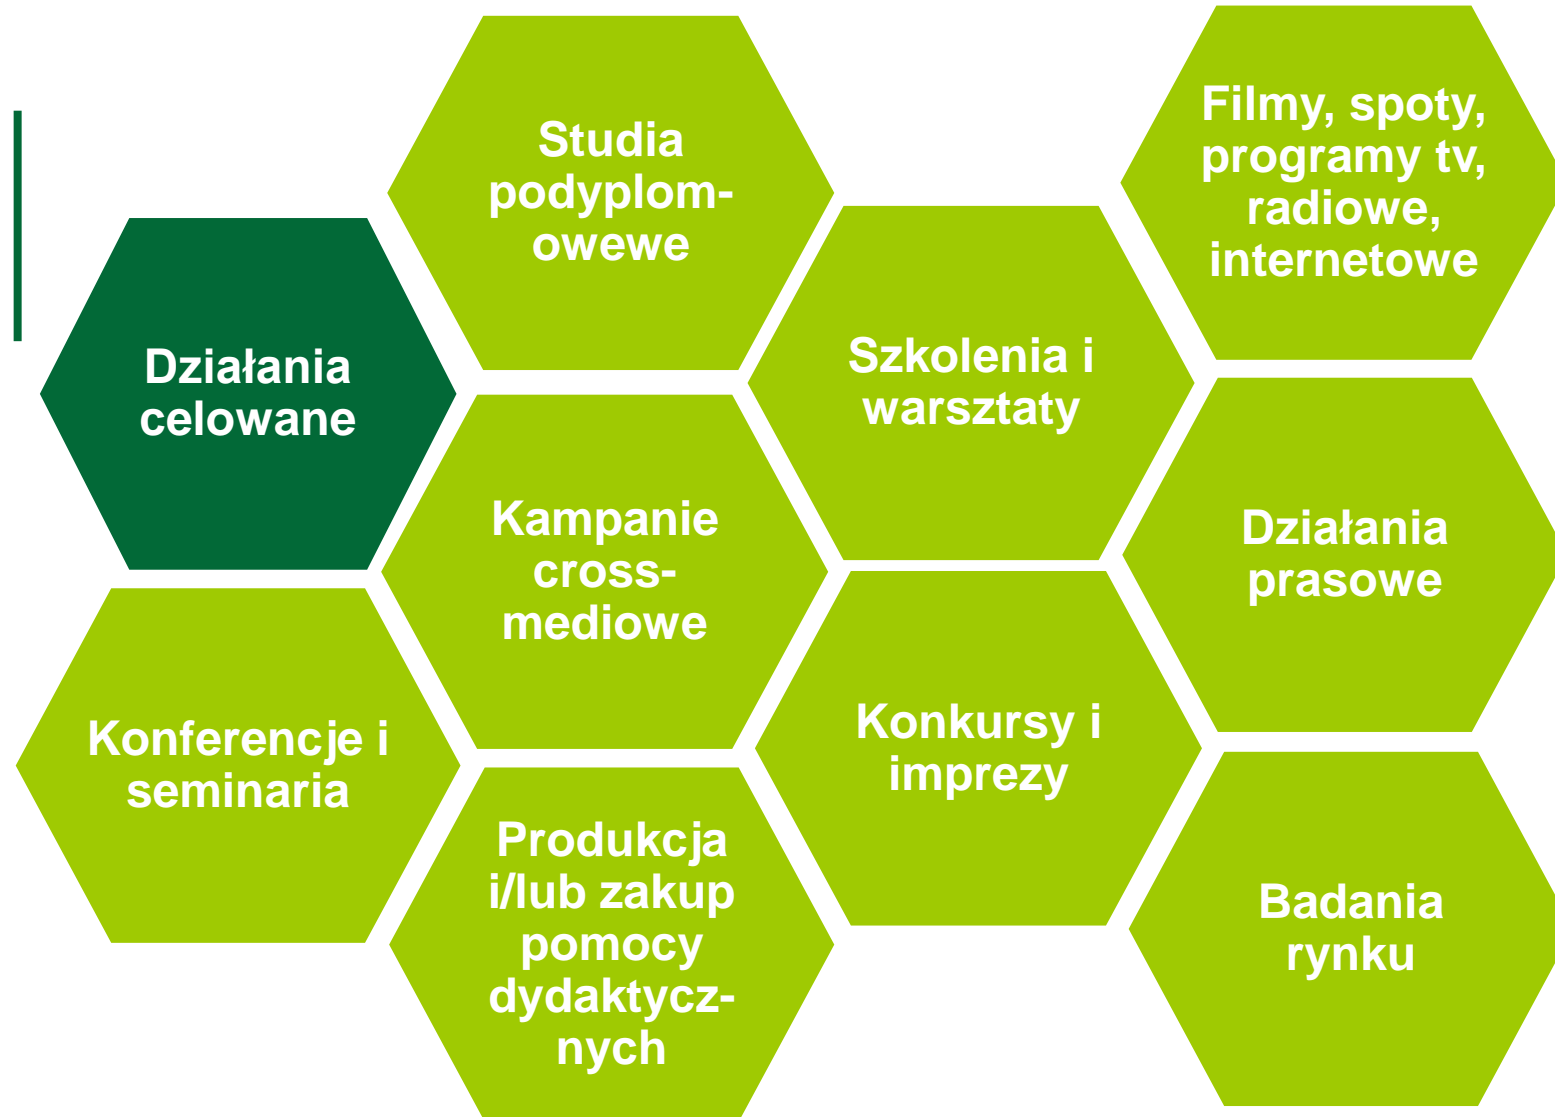 Działania
celowane
Konferencje i
seminaria
Studia
podyplom-
owewe
Kampanie
cross-
mediowe
Produkcja
i/lub zakup
pomocy
dydaktycz-
nych
Szkolenia i
warsztaty
Konkursy i
imprezy
Filmy, spoty,
programy tv,
radiowe,
internetowe
Działania
prasowe
Badania
rynku